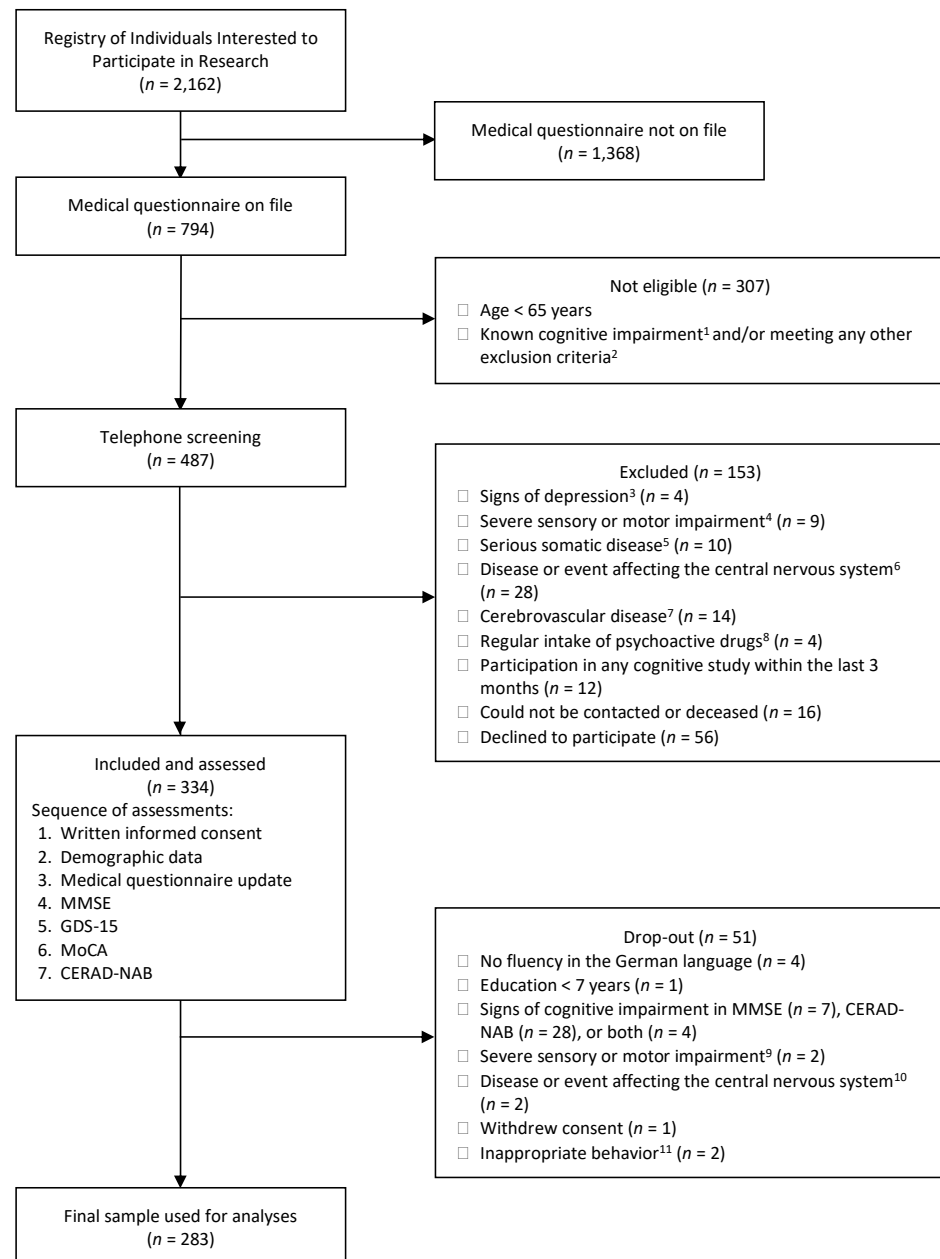 Registry of Individuals Interested to
Participate in Research
(n = 2,162)
Medical questionnaire not on file
(n = 1,368)
Medical questionnaire on file
(n = 794)
Not eligible (n = 307)
□ Age < 65 years
□ Known cognitive impairment¹ and/or meeting any other
exclusion criteria²
Telephone screening
(n = 487)
Excluded (n = 153)
□ Signs of depression³ (n = 4)
□ Severe sensory or motor impairment⁴ (n = 9)
□ Serious somatic disease⁵ (n = 10)
□ Disease or event affecting the central nervous system⁶
(n = 28)
□ Cerebrovascular disease⁷ (n = 14)
□ Regular intake of psychoactive drugs⁸ (n = 4)
□ Participation in any cognitive study within the last 3
months (n = 12)
□ Could not be contacted or deceased (n = 16)
□ Declined to participate (n = 56)
Included and assessed
(n = 334)
Sequence of assessments:
1. Written informed consent
2. Demographic data
3. Medical questionnaire update
4. MMSE
5. GDS-15
6. MoCA
7. CERAD-NAB
Drop-out (n = 51)
□ No fluency in the German language (n = 4)
□ Education < 7 years (n = 1)
□ Signs of cognitive impairment in MMSE (n = 7), CERAD-
NAB (n = 28), or both (n = 4)
□ Severe sensory or motor impairment⁹ (n = 2)
□ Disease or event affecting the central nervous system¹⁰
(n = 2)
□ Withdrew consent (n = 1)
□ Inappropriate behavior¹¹ (n = 2)
Final sample used for analyses
(n = 283)